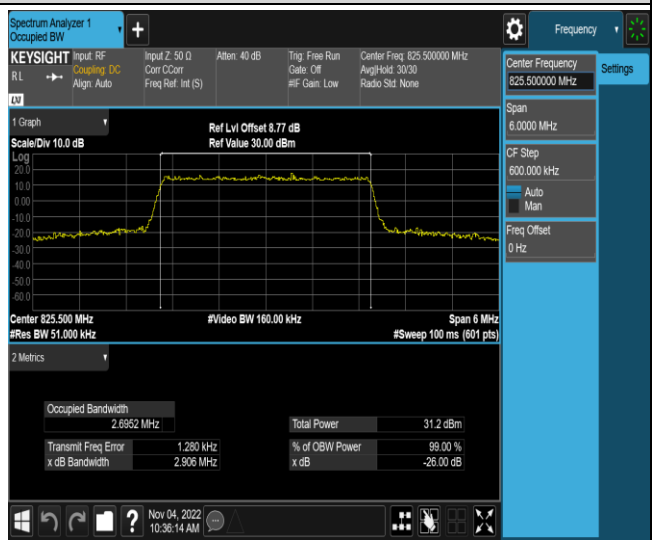 Spectrum Analyzer 1
Occupied BW
+
Frequency
KEYSIGHT
RL
LXI
Input: RF
Coupling: DC
Align: Auto
Input Z: 50 Ω
Corr CCorr
Freq Ref: Int (S)
Atten: 40 dB
Trig: Free Run
Gate: Off
#IF Gain: Low
Center Freq: 825.500000 MHz
Avg|Hold: 30/30
Radio Std: None
Center Frequency
825.500000 MHz
Settings
Span
6.0000 MHz
CF Step
600.000 kHz
Auto
Man
Freq Offset
0 Hz
1 Graph
Scale/Div 10.0 dB
Ref Lvl Offset 8.77 dB
Ref Value 30.00 dBm
Log
20.0
10.0
0.00
-10.0
-20.0
-30.0
-40.0
-50.0
-60.0
Center 825.500 MHz
#Video BW 160.00 kHz
Span 6 MHz
#Res BW 51.000 kHz
#Sweep 100 ms (601 pts)
2 Metrics
Occupied Bandwidth
2.6952 MHz
Total Power 31.2 dBm
Transmit Freq Error 1.280 kHz
% of OBW Power 99.00 %
x dB Bandwidth 2.906 MHz
x dB -26.00 dB
?
Nov 04, 2022
10:36:14 AM